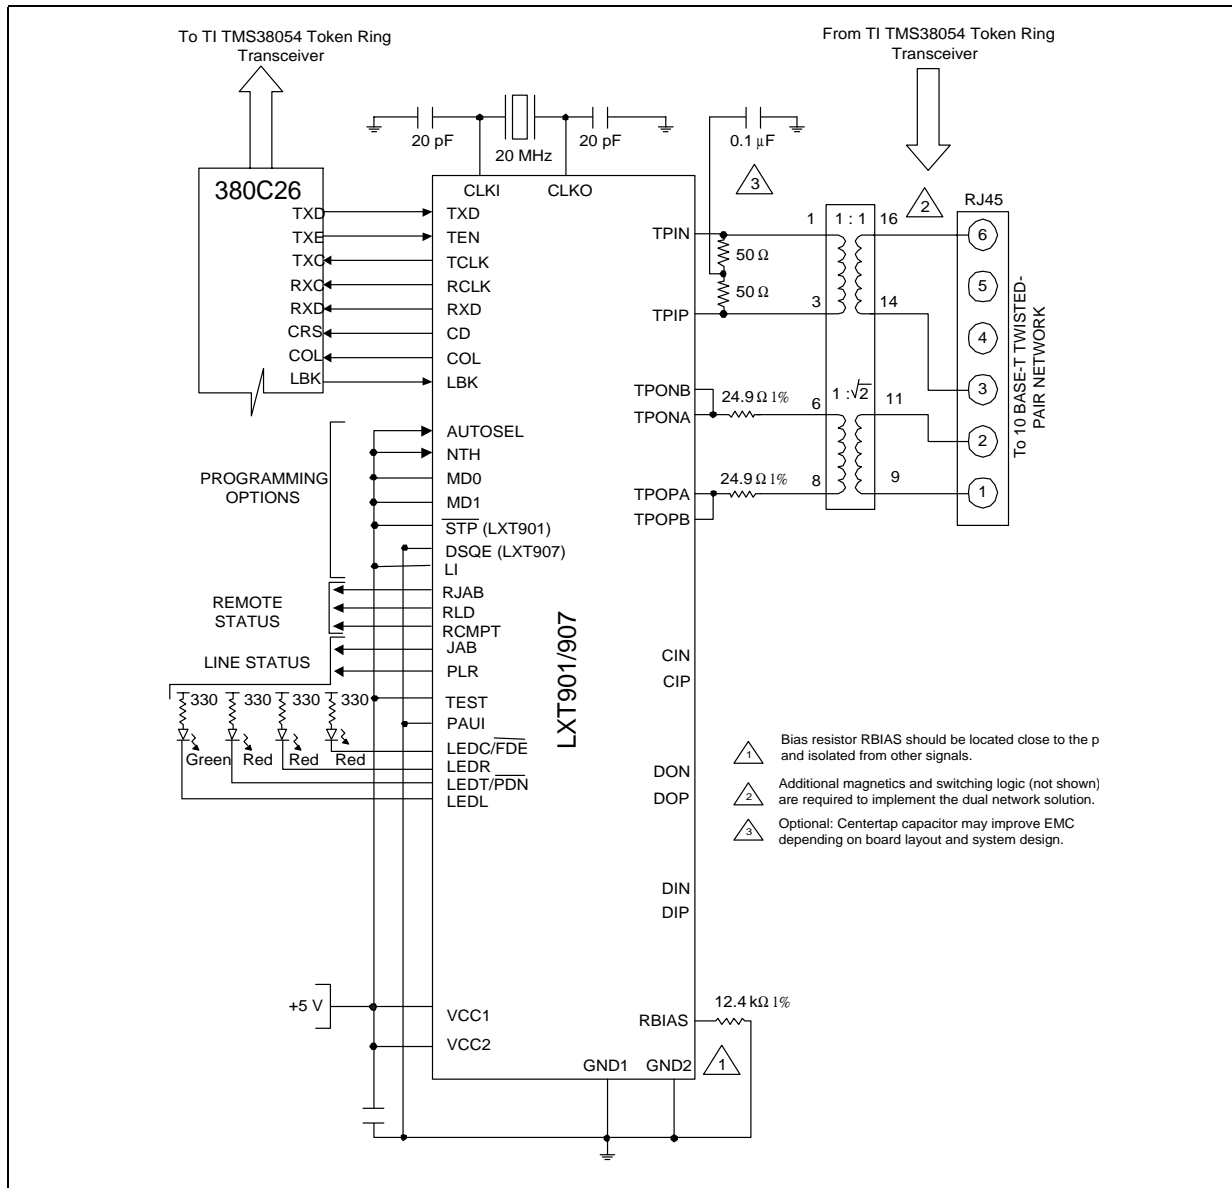 To TI TMS38054 Token Ring
Transceiver
From TI TMS38054 Token Ring
Transceiver
20 pF
20 MHz
20 pF
0.1 µF
3
2
380C26
CLKI
CLKO
RJ45
TXD
TXE
TXC
RXC
RXD
CRS
COL
LBK
TXD
TEN
TCLK
RCLK
RXD
CD
COL
LBK
TPIN
TPIP
50 Ω
50 Ω
1
1 : 1
16
3
14
TPONB
TPONA
24.9 Ω 1%
6
1 :√2
11
TPOPA
TPOPB
24.9 Ω 1%
8
9
6
5
4
3
2
1
To 10 BASE-T TWISTED-
PAIR NETWORK
PROGRAMMING
OPTIONS
AUTOSEL
NTH
MD0
MD1
STP (LXT901)
DSQE (LXT907)
LI
REMOTE
STATUS
RJAB
RLD
RCMPT
LINE STATUS
JAB
PLR
330
330
330
330
Green
Red
Red
Red
TEST
PAUI
LEDC/FDE
LEDR
LEDT/PDN
LEDL
LXT901/907
CIN
CIP
DON
DOP
DIN
DIP
1
Bias resistor RBIAS should be located close to the p
and isolated from other signals.
2
Additional magnetics and switching logic (not shown)
are required to implement the dual network solution.
3
Optional: Centertap capacitor may improve EMC
depending on board layout and system design.
+5 V
VCC1
VCC2
RBIAS
12.4 kΩ 1%
GND1
GND2
1